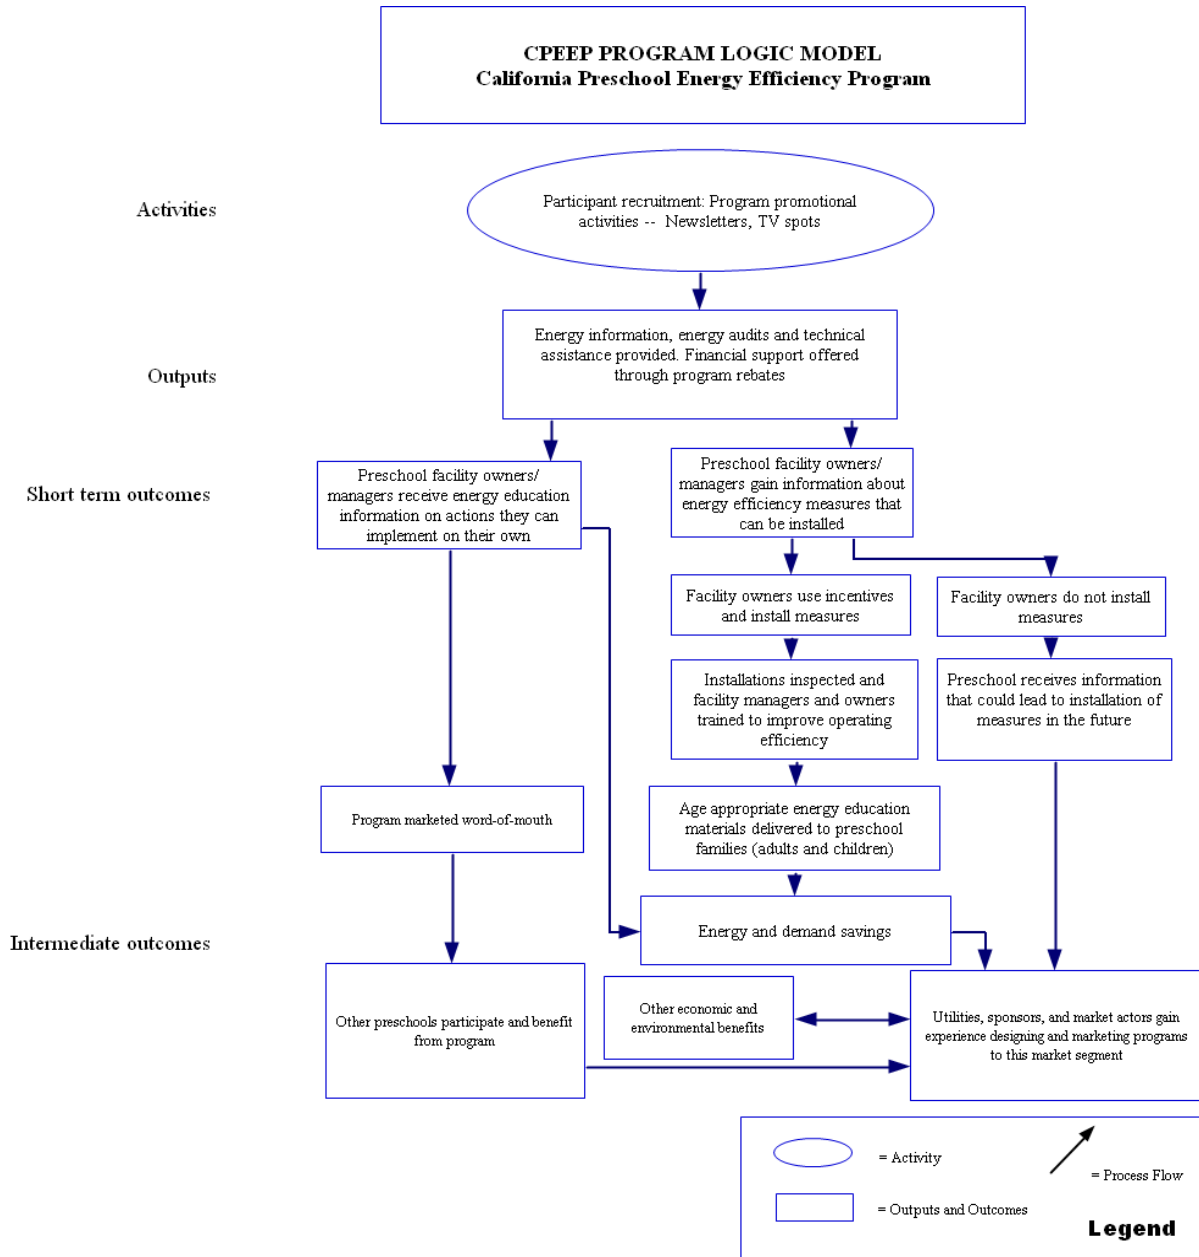 CPEEP PROGRAM LOGIC MODEL
California Preschool Energy Efficiency Program
Activities
Participant recruitment: Program promotional
activities -- Newsletters, TV spots
Outputs
Energy information, energy audits and technical
assistance provided. Financial support offered
through program rebates
Short term outcomes
Preschool facility owners/
managers receive energy education
information on actions they can
implement on their own
Preschool facility owners/
managers gain information about
energy efficiency measures that
can be installed
Facility owners use incentives
and install measures
Facility owners do not install
measures
Installations inspected and
facility managers and owners
trained to improve operating
efficiency
Preschool receives information
that could lead to installation of
measures in the future
Program marketed word-of-mouth
Age appropriate energy education
materials delivered to preschool
families (adults and children)
Intermediate outcomes
Energy and demand savings
Other preschools participate and benefit
from program
Other economic and
environmental benefits
Utilities, sponsors, and market actors gain
experience designing and marketing programs
to this market segment
= Activity
= Process Flow
= Outputs and Outcomes
Legend